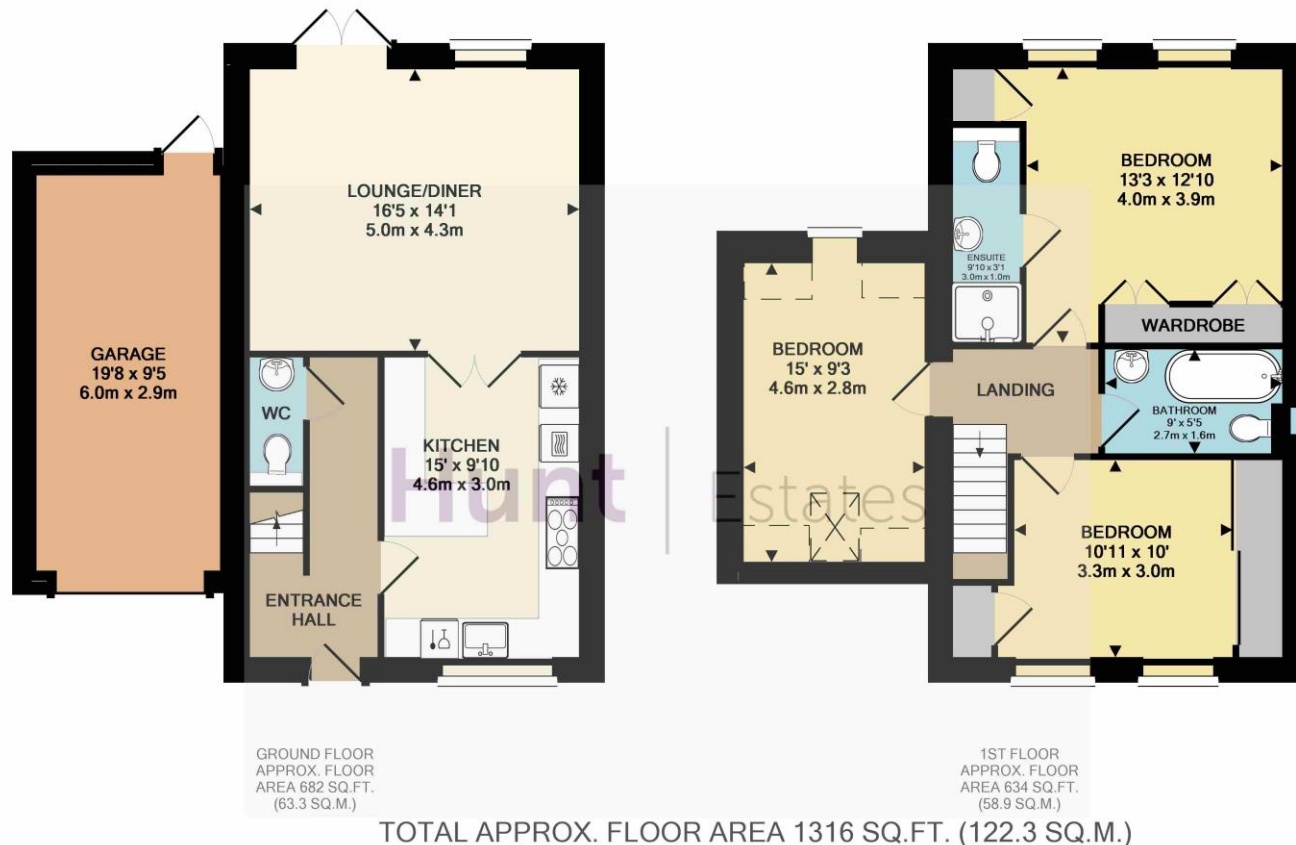 LOUNGE/DINER
16'5 x 14'1
5.0m x 4.3m
GARAGE
19'8 x 9'5
6.0m x 2.9m
WC
KITCHEN
15' x 9'10
4.6m x 3.0m
ENTRANCE
HALL
BEDROOM
13'3 x 12'10
4.0m x 3.9m
ENSUITE
9'10 x 3'1
3.0m x 1.0m
WARDROBE
BEDROOM
15' x 9'3
4.6m x 2.8m
LANDING
BATHROOM
9' x 5'5
2.7m x 1.6m
BEDROOM
10'11 x 10'
3.3m x 3.0m
Hunt | Estates
GROUND FLOOR
APPROX. FLOOR
AREA 682 SQ.FT.
(63.3 SQ.M.)
1ST FLOOR
APPROX. FLOOR
AREA 634 SQ.FT.
(58.9 SQ.M.)
TOTAL APPROX. FLOOR AREA 1316 SQ.FT. (122.3 SQ.M.)